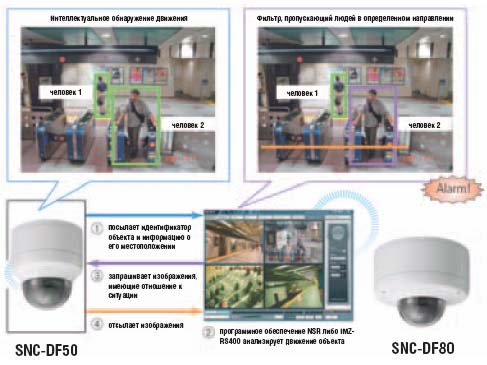 Интеллектуальное обнаружение движения
Фильтр, пропускающий людей в определенном направлении
человек 1
человек 2
человек 1
человек 2
Alarm!
1 посылает идентификатор
объекта и информацию о
его местоположении
3 запрашивает изображения,
имеющие отношение к
ситуации
4 отсылает изображения
2 програмное обеспечение NSR либо IMZ-
RS400 анализирует движение объекта
SNC-DF50
SNC-DF80